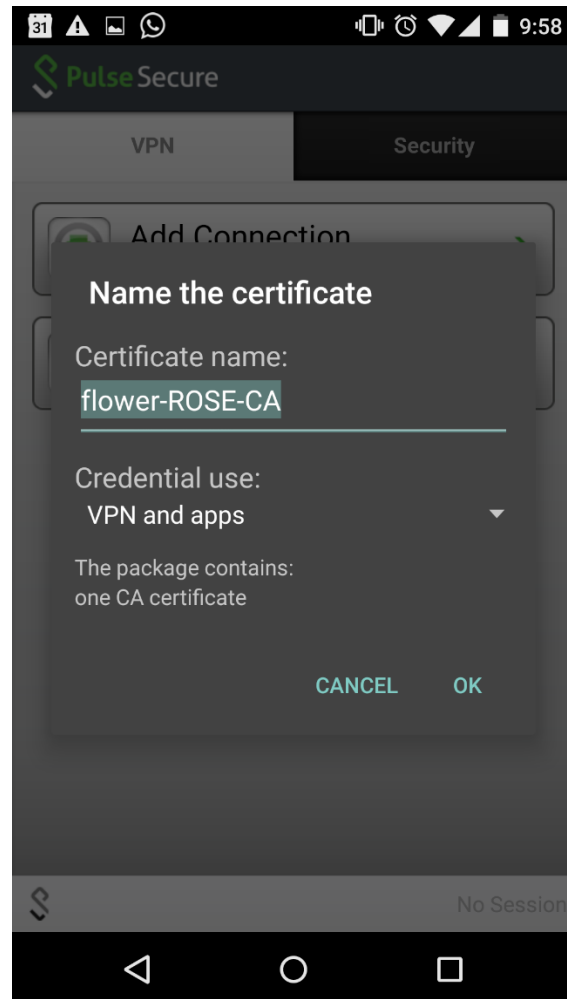 31
9:58
Pulse Secure
VPN
Security
Add Connection
Name the certificate
Certificate name:
flower-ROSE-CA
Credential use:
VPN and apps
The package contains:
one CA certificate
CANCEL
OK
No Session